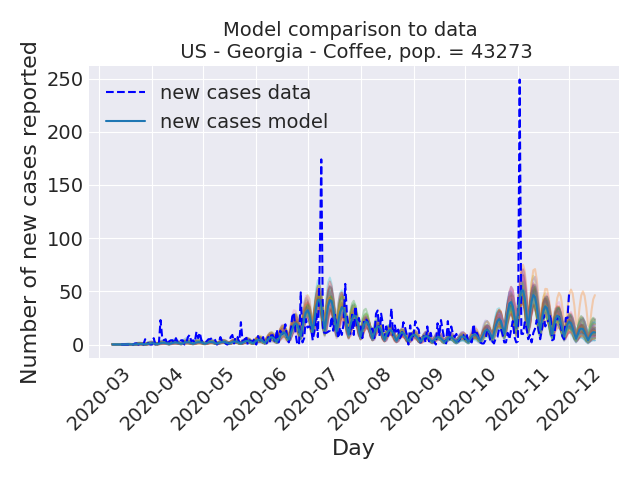 Model comparison to data
US - Georgia - Coffee, pop. = 43273
Number of new cases reported
250
200
150
100
50
0
new cases data
new cases model
2020-03
2020-04
2020-05
2020-06
2020-07
2020-08
2020-09
2020-10
2020-11
2020-12
Day